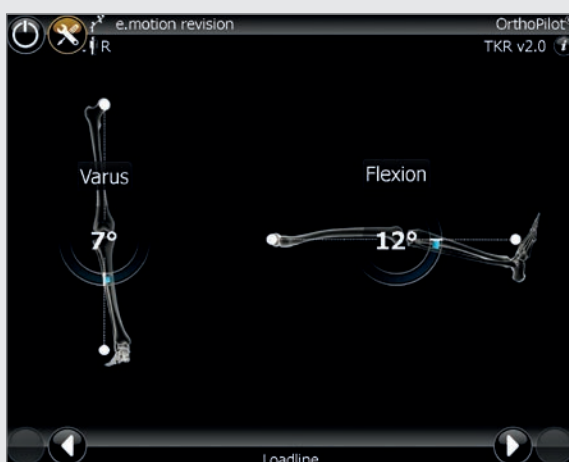 e.motion revision
OrthoPilot®
R
TKR v2.0
Varus
Flexion
7°
12°
Loadline